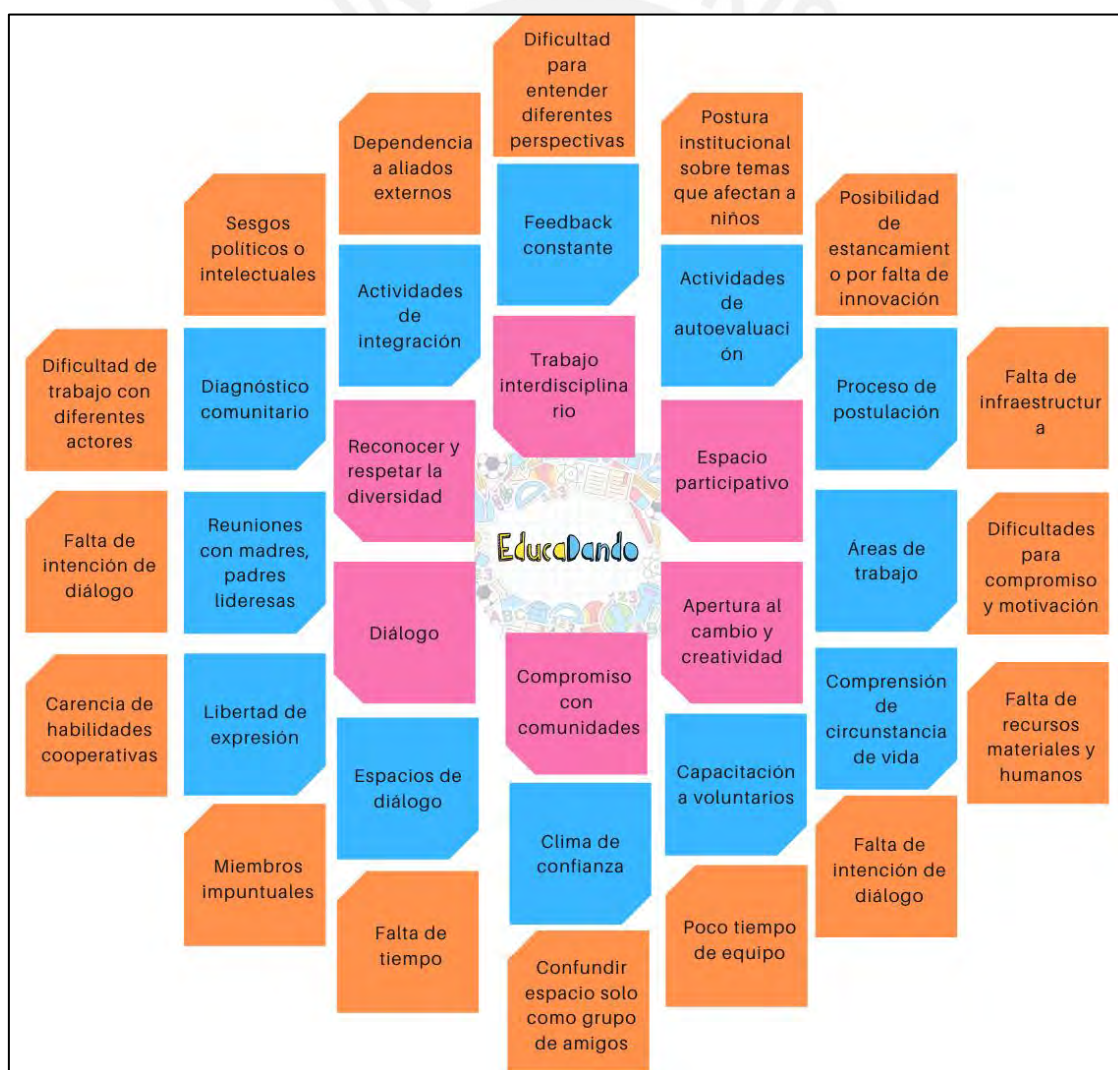 Dificultad
para
entender
diferentes
perspectivas
Dependencia
a aliados
externos
Postura
institucional
sobre temas
que afectan a
niños
Sesgos
políticos o
intelectuales
Feedback
constante
Posibilidad
de
estancamient
o por falta de
innovación
Actividades
de
integración
Actividades
de
autoevaluaci
ón
Dificultad de
trabajo con
diferentes
actores
Diagnóstico
comunitario
Trabajo
interdisciplina
rio
Proceso de
postulación
Falta de
infraestructur
a
Reconocer y
respetar la
diversidad
Espacio
participativo
Falta de
intención de
diálogo
Reuniones
con madres,
padres
lideresas
EducaDando
Áreas de
trabajo
Dificultades
para
compromiso
y motivación
Diálogo
Apertura al
cambio y
creatividad
ABC
123
Carencia de
habilidades
cooperativas
Libertad de
expresión
Compromiso
con
comunidades
Comprensión
de
circunstancia
de vida
Falta de
recursos
materiales y
humanos
Espacios de
diálogo
Capacitación
a voluntarios
Miembros
impuntuales
Clima de
confianza
Falta de
intención de
diálogo
Falta de
tiempo
Poco tiempo
de equipo
Confundir
espacio solo
como grupo
de amigos